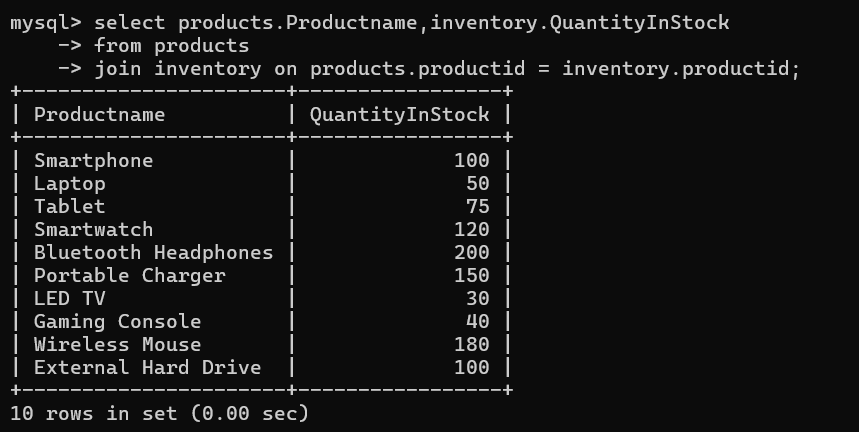 mysql> select products.Productname,inventory.QuantityInStock
    -> from products
    -> join inventory on products.productid = inventory.productid;
+----------------------+-----------------+
| Productname          | QuantityInStock |
+----------------------+-----------------+
| Smartphone           |             100 |
| Laptop               |              50 |
| Tablet               |              75 |
| Smartwatch           |             120 |
| Bluetooth Headphones |             200 |
| Portable Charger     |             150 |
| LED TV               |              30 |
| Gaming Console       |              40 |
| Wireless Mouse       |             180 |
| External Hard Drive  |             100 |
+----------------------+-----------------+
10 rows in set (0.00 sec)